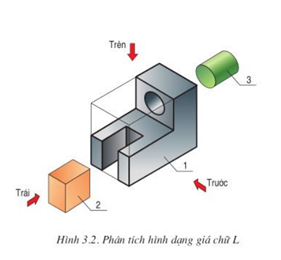 Trên
3
1
Trái
Trước
2
Hình 3.2. Phân tích hình dạng giá chữ L